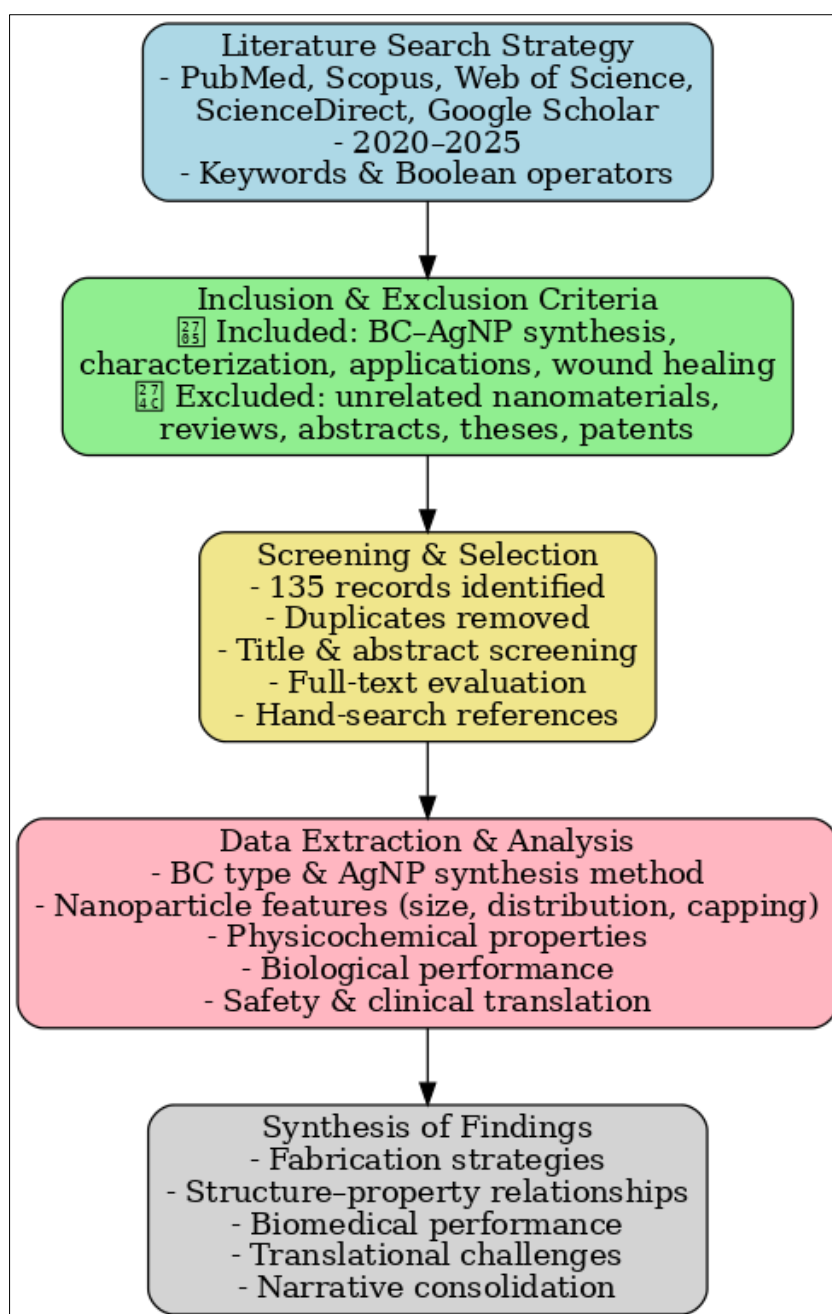 Literature Search Strategy
- PubMed, Scopus, Web of Science,
ScienceDirect, Google Scholar
- 2020–2025
- Keywords & Boolean operators
Inclusion & Exclusion Criteria
✅ Included: BC–AgNP synthesis,
characterization, applications, wound healing
❌ Excluded: unrelated nanomaterials,
reviews, abstracts, theses, patents
Screening & Selection
- 135 records identified
- Duplicates removed
- Title & abstract screening
- Full-text evaluation
- Hand-search references
Data Extraction & Analysis
- BC type & AgNP synthesis method
- Nanoparticle features (size, distribution, capping)
- Physicochemical properties
- Biological performance
- Safety & clinical translation
Synthesis of Findings
- Fabrication strategies
- Structure–property relationships
- Biomedical performance
- Translational challenges
- Narrative consolidation